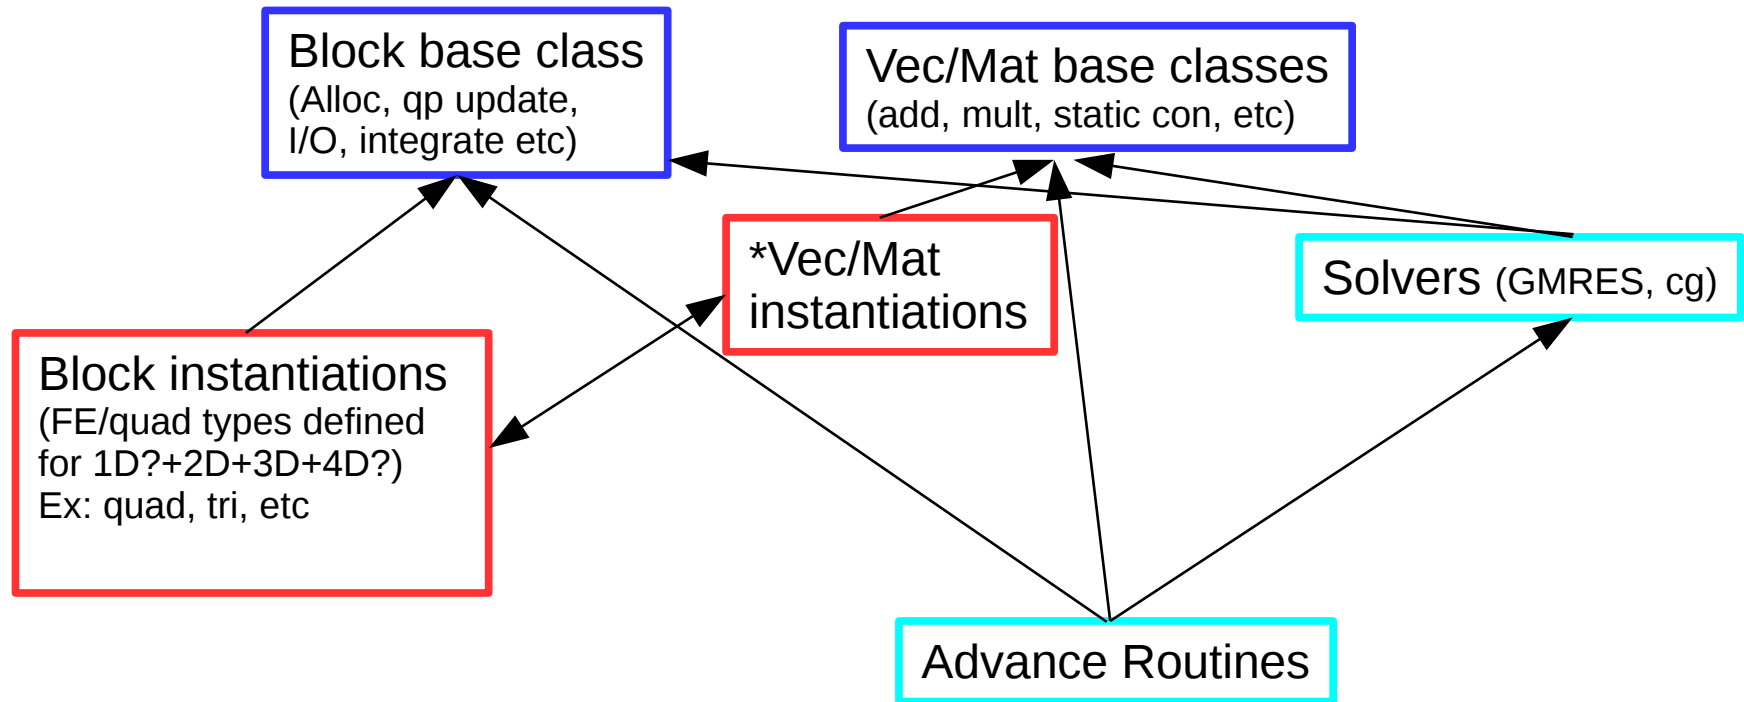 Block base class
(Alloc, qp update,
I/O, integrate etc)
Vec/Mat base classes
(add, mult, static con, etc)
*Vec/Mat
instantiations
Solvers (GMRES, cg)
Block instantiations
(FE/quad types defined
for 1D?+2D+3D+4D?)
Ex: quad, tri, etc
Advance Routines